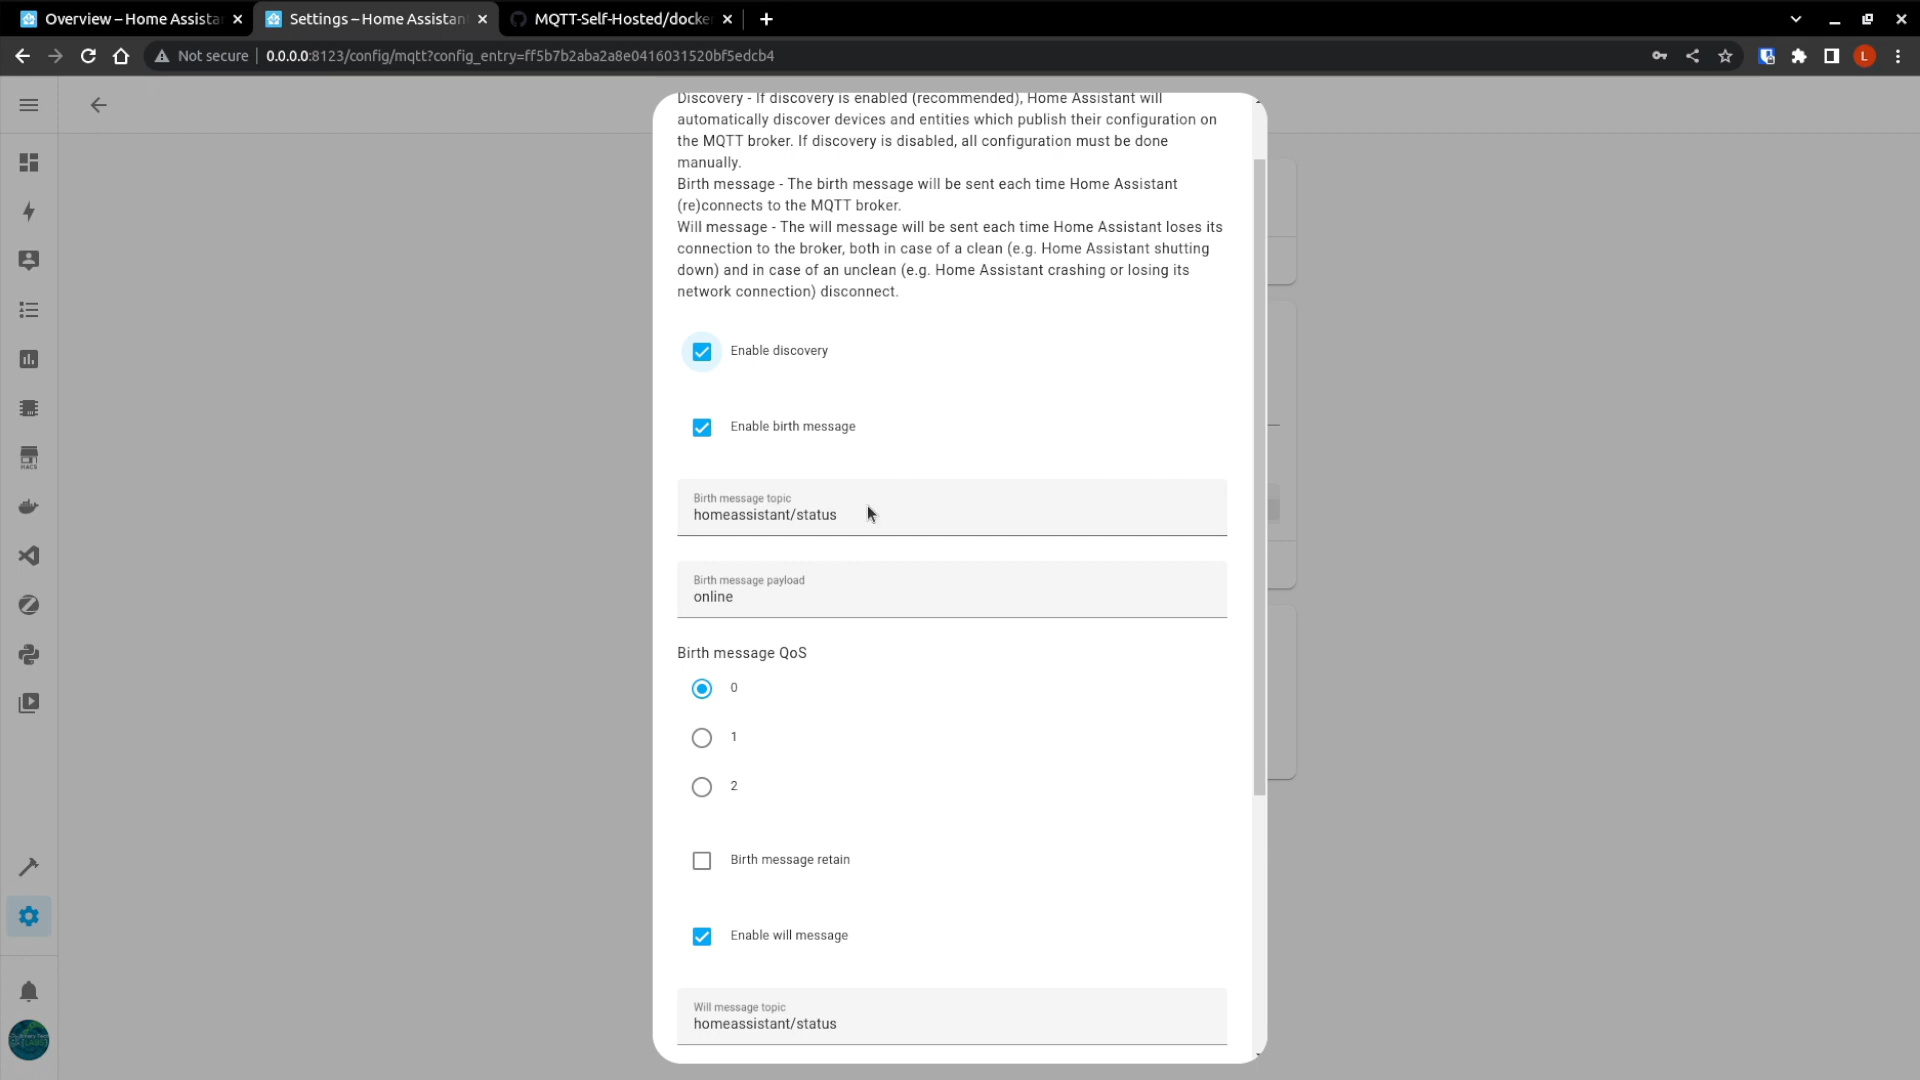 Overview – Home Assista
Settings – Home Assistan
MQTT-Self-Hosted/docke
Not secure
0.0.0.0:8123/config/mqtt?config_entry=ff5b7b2aba2a8e0416031520bf5edcb4
L
Discovery - If discovery is enabled (recommended), Home Assistant will
automatically discover devices and entities which publish their configuration on
the MQTT broker. If discovery is disabled, all configuration must be done
manually.
Birth message - The birth message will be sent each time Home Assistant
(re)connects to the MQTT broker.
Will message - The will message will be sent each time Home Assistant loses its
connection to the broker, both in case of a clean (e.g. Home Assistant shutting
down) and in case of an unclean (e.g. Home Assistant crashing or losing its
network connection) disconnect.
Enable discovery
Enable birth message
HACS
Birth message topic
homeassistant/status
Birth message payload
online
Birth message QoS
0
1
2
Birth message retain
Enable will message
Will message topic
homeassistant/status